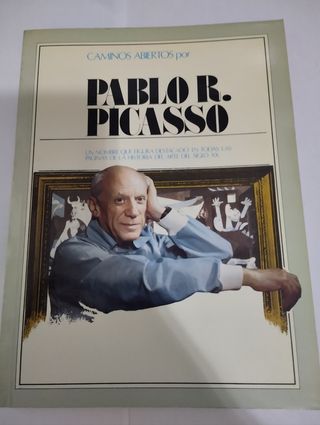 CAMINOS ABIERTOS por
PABLO R.
PICASSO
UN NOMBRE QUE FIGURA DESTACADO EN TODAS LAS
PAGINAS DE LA HISTORIA DEL ARTE DEL SIGLO XX.